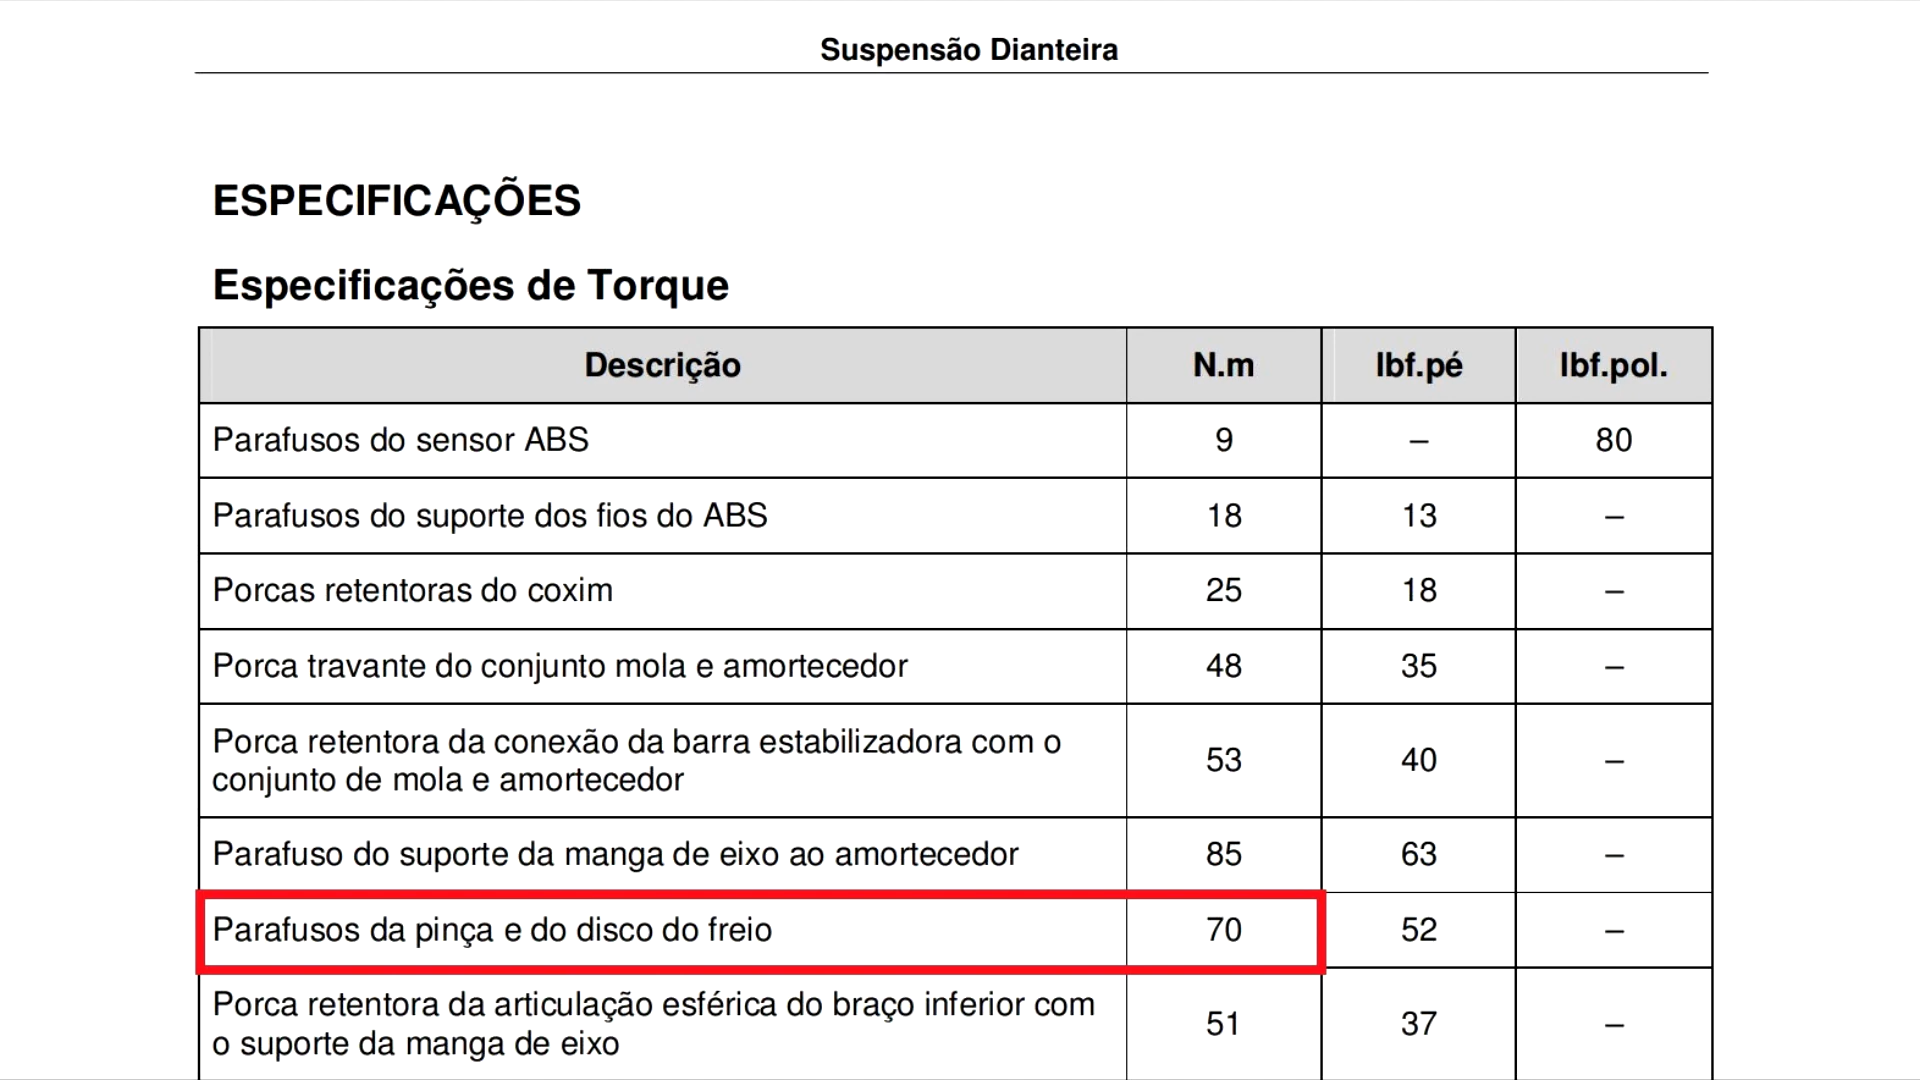 Suspensão Dianteira
ESPECIFICAÇÕES
Especificações de Torque
Descrição N.m lbf.pé lbf.pol.
Parafusos do sensor ABS 9 – 80
Parafusos do suporte dos fios do ABS 18 13 –
Porcas retentoras do coxim 25 18 –
Porca travante do conjunto mola e amortecedor 48 35 –
Porca retentora da conexão da barra estabilizadora com o
conjunto de mola e amortecedor 53 40 –
Parafuso do suporte da manga de eixo ao amortecedor 85 63 –
Parafusos da pinça e do disco do freio 70 52 –
Porca retentora da articulação esférica do braço inferior com
o suporte da manga de eixo 51 37 –